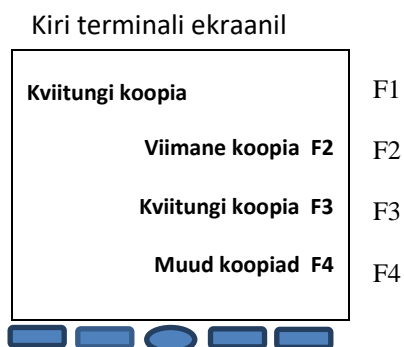 Kiri terminali ekraanil
Kviitungi koopia F1
Viimane koopia F2 F2
Kviitungi koopia F3 F3
Muud koopiad F4 F4